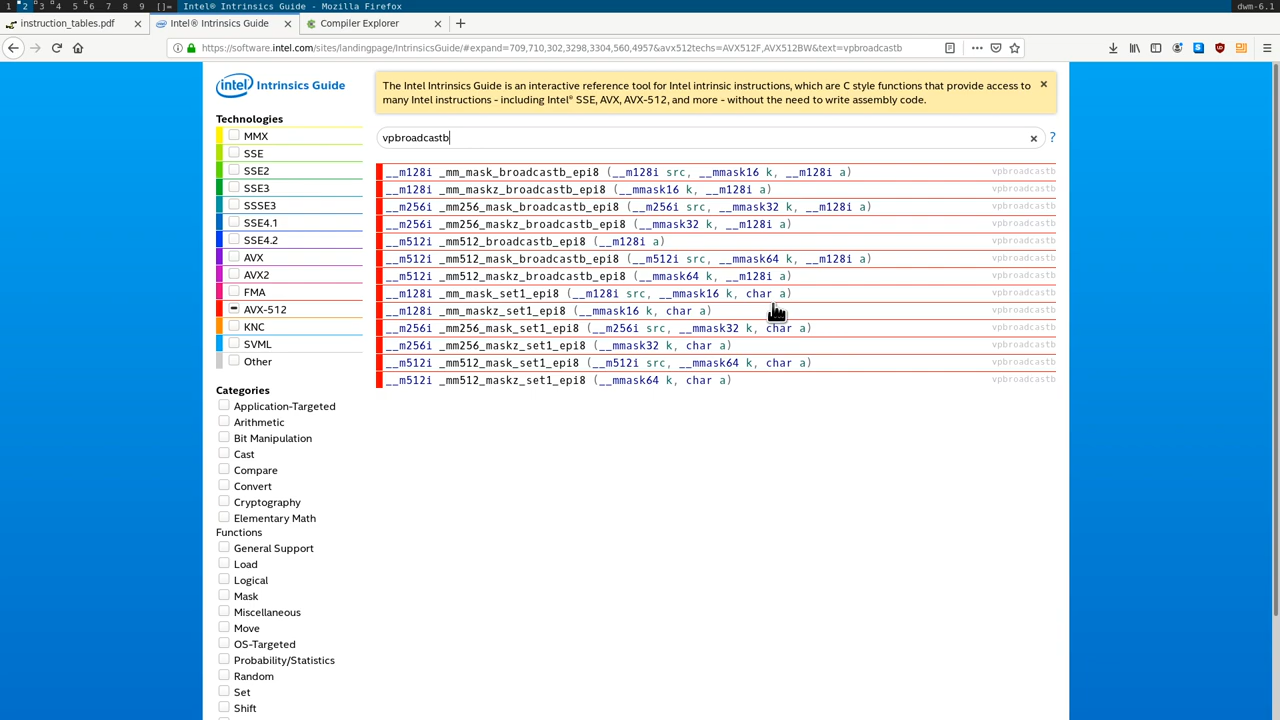 1 2 3 4 5 6 7 8 9 []= Intel® Intrinsics Guide - Mozilla Firefox dwm-6.1
instruction_tables.pdf × Intel® Intrinsics Guide × Compiler Explorer × +
https://software.intel.com/sites/landingpage/IntrinsicsGuide/#expand=709,710,302,3298,3304,560,4957&avx512techs=AVX512F,AVX512BW&text=vpbroadcastb
intel Intrinsics Guide
The Intel Intrinsics Guide is an interactive reference tool for Intel intrinsic instructions, which are C style functions that provide access to
many Intel instructions - including Intel® SSE, AVX, AVX-512, and more - without the need to write assembly code.
×
Technologies
MMX
SSE
SSE2
SSE3
SSSE3
SSE4.1
SSE4.2
AVX
AVX2
FMA
AVX-512
KNC
SVML
Other
Categories
Application-Targeted
Arithmetic
Bit Manipulation
Cast
Compare
Convert
Cryptography
Elementary Math
Functions
General Support
Load
Logical
Mask
Miscellaneous
Move
OS-Targeted
Probability/Statistics
Random
Set
Shift
vpbroadcastb × ?
__m128i _mm_mask_broadcastb_epi8 (__m128i src, __mmask16 k, __m128i a) vpbroadcastb
__m128i _mm_maskz_broadcastb_epi8 (__mmask16 k, __m128i a) vpbroadcastb
__m256i _mm256_mask_broadcastb_epi8 (__m256i src, __mmask32 k, __m128i a) vpbroadcastb
__m256i _mm256_maskz_broadcastb_epi8 (__mmask32 k, __m128i a) vpbroadcastb
__m512i _mm512_broadcastb_epi8 (__m128i a) vpbroadcastb
__m512i _mm512_mask_broadcastb_epi8 (__m512i src, __mmask64 k, __m128i a) vpbroadcastb
__m512i _mm512_maskz_broadcastb_epi8 (__mmask64 k, __m128i a) vpbroadcastb
__m128i _mm_mask_set1_epi8 (__m128i src, __mmask16 k, char a) vpbroadcastb
__m128i _mm_maskz_set1_epi8 (__mmask16 k, char a) vpbroadcastb
__m256i _mm256_mask_set1_epi8 (__m256i src, __mmask32 k, char a) vpbroadcastb
__m256i _mm256_maskz_set1_epi8 (__mmask32 k, char a) vpbroadcastb
__m512i _mm512_mask_set1_epi8 (__m512i src, __mmask64 k, char a) vpbroadcastb
__m512i _mm512_maskz_set1_epi8 (__mmask64 k, char a) vpbroadcastb